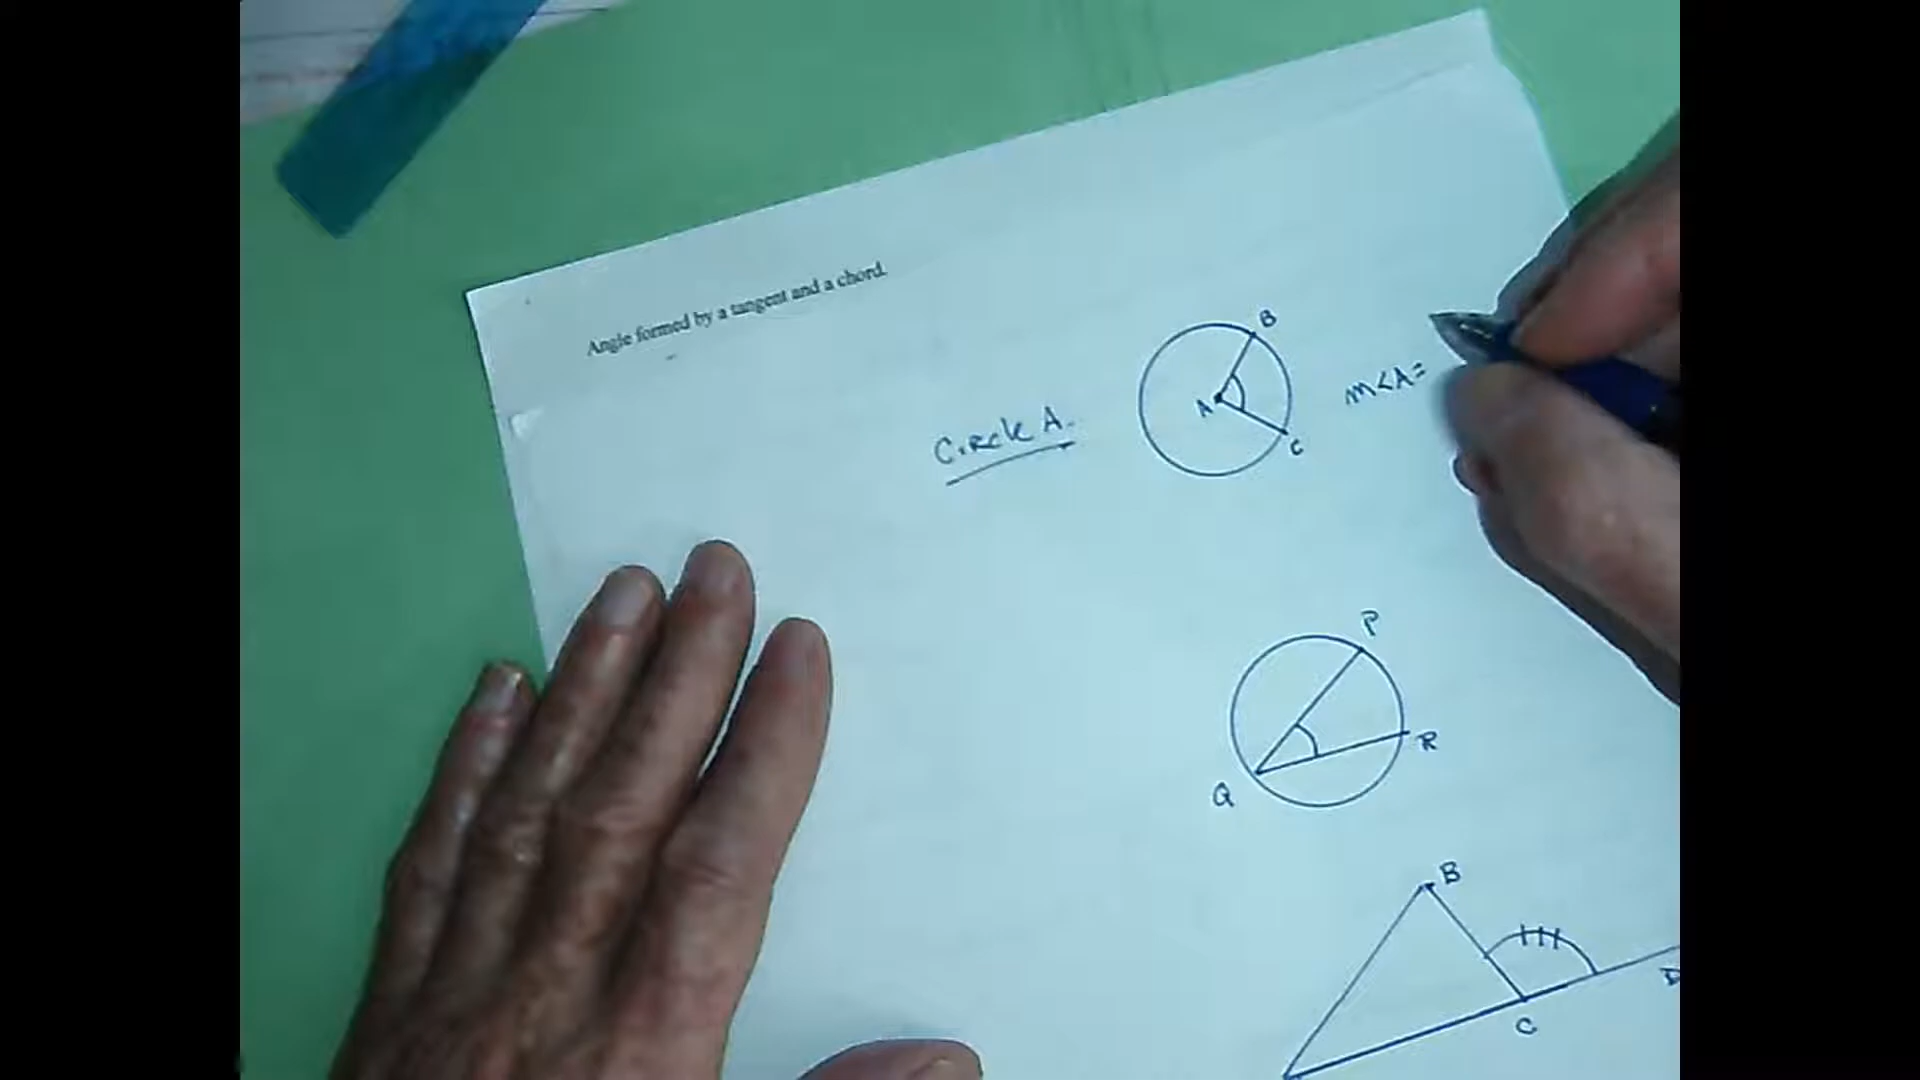 Angle formed by a tangent and a chord.
Circle A.
B
A
C
m<A=
P
R
Q
B
D
C